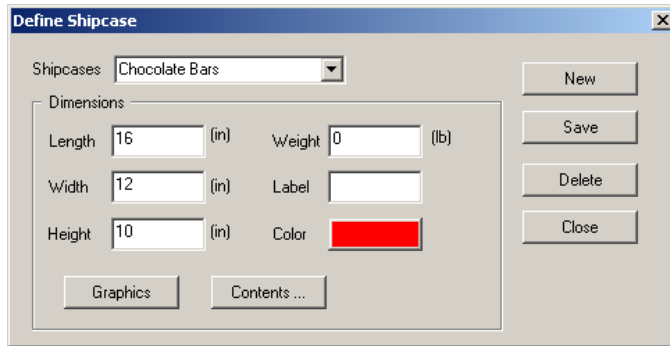 Define Shipcase
Shipcases Chocolate Bars
New
Dimensions
Length 16 (in) Weight 0 (lb)
Save
Width 12 (in) Label
Delete
Height 10 (in) Color
Close
Graphics Contents ...